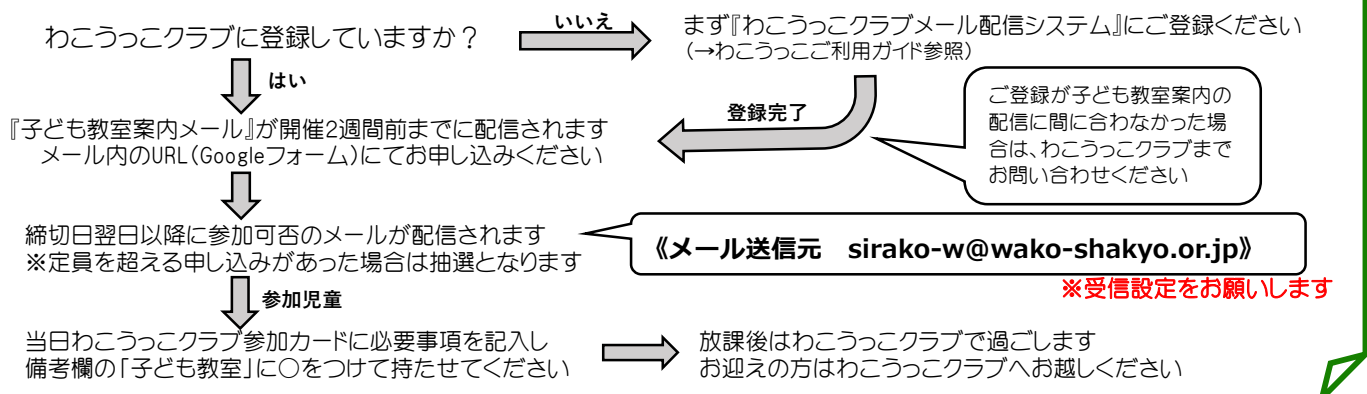 わこうっこクラブに登録していますか？
いいえ
まず『わこうっこクラブメール配信システム』にご登録ください
（→わこうっこご利用ガイド参照）
はい
登録完了
ご登録が子ども教室案内の
配信に間に合わなかった場
合は、わこうっこクラブまで
お問い合わせください
『子ども教室案内メール』が開催2週間前までに配信されます
メール内のURL（Googleフォーム）にてお申し込みください
締切日翌日以降に参加可否のメールが配信されます
※定員を超える申し込みがあった場合は抽選となります
《メール送信元　sirako-w@wako-shakyo.or.jp》
※受信設定をお願いします
参加児童
当日わこうっこクラブ参加カードに必要事項を記入し
備考欄の「子ども教室」に○をつけて持たせてください
放課後はわこうっこクラブで過ごします
お迎えの方はわこうっこクラブへお越しください